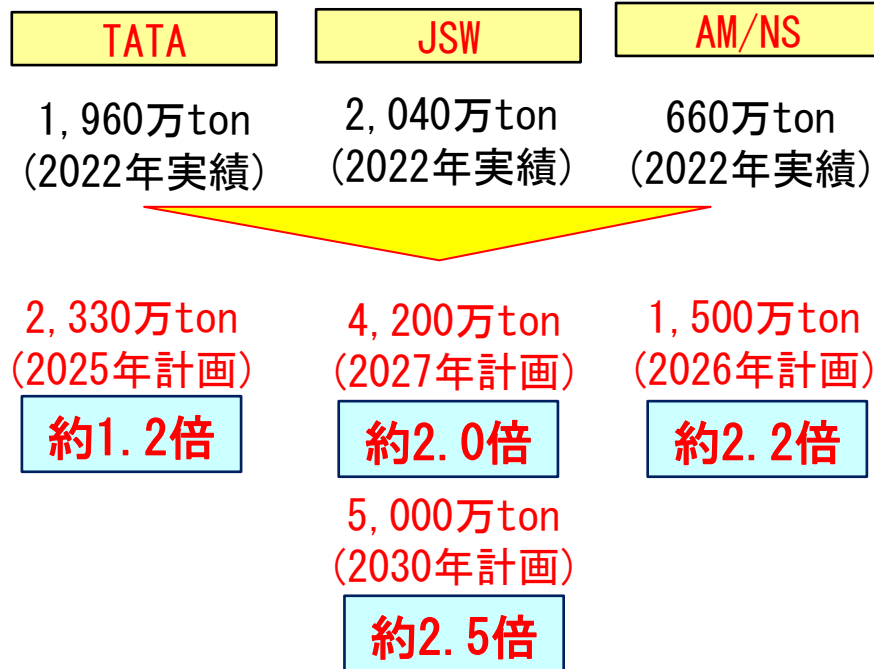 TATA
JSW
AM/NS
1,960万ton
(2022年実績)
2,040万ton
(2022年実績)
660万ton
(2022年実績)
2,330万ton
(2025年計画)
約1.2倍
4,200万ton
(2027年計画)
約2.0倍
5,000万ton
(2030年計画)
約2.5倍
1,500万ton
(2026年計画)
約2.2倍